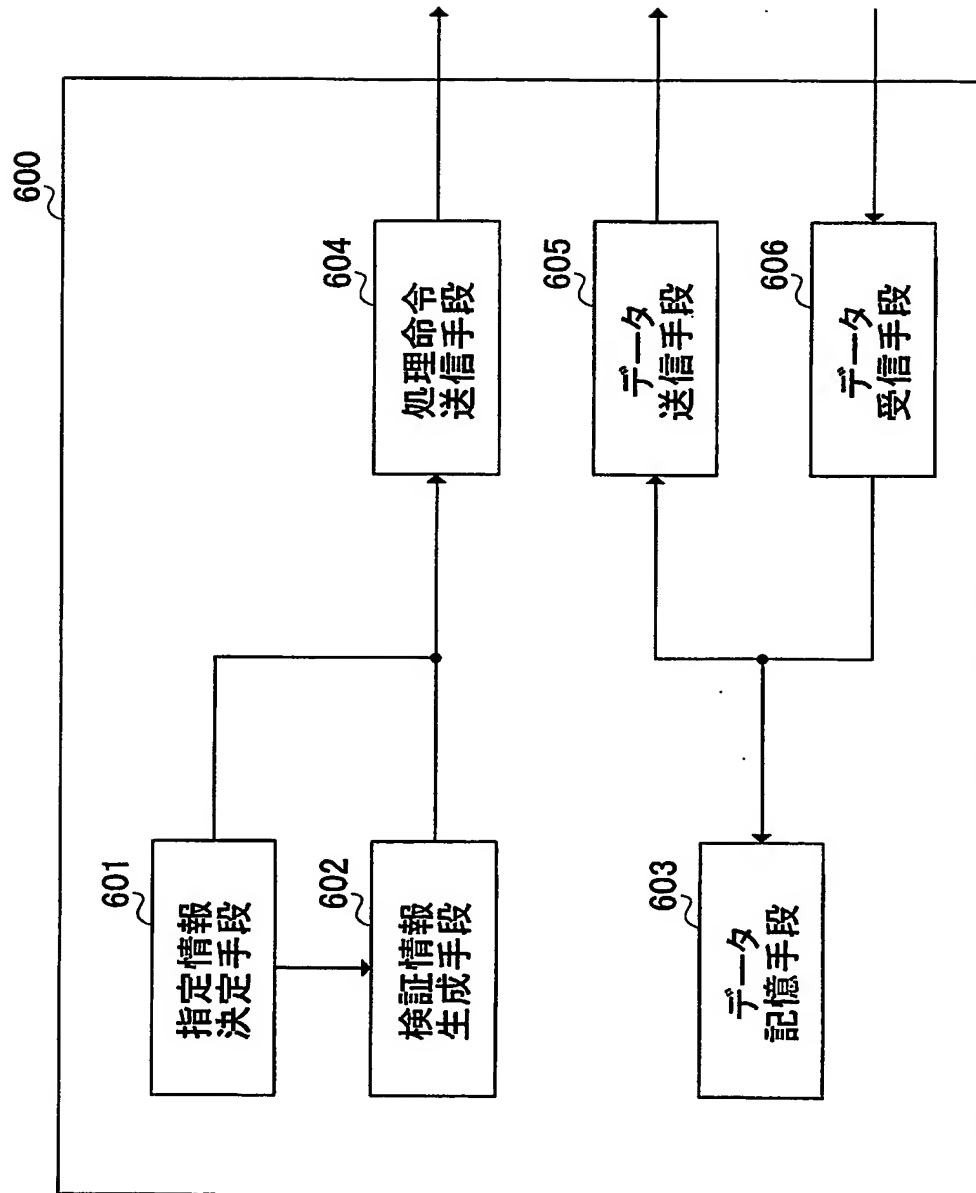 600
601
指定情報
決定手段
602
検証情報
生成手段
603
データ
記憶手段
604
処理命令
送信手段
605
データ
送信手段
606
データ
受信手段